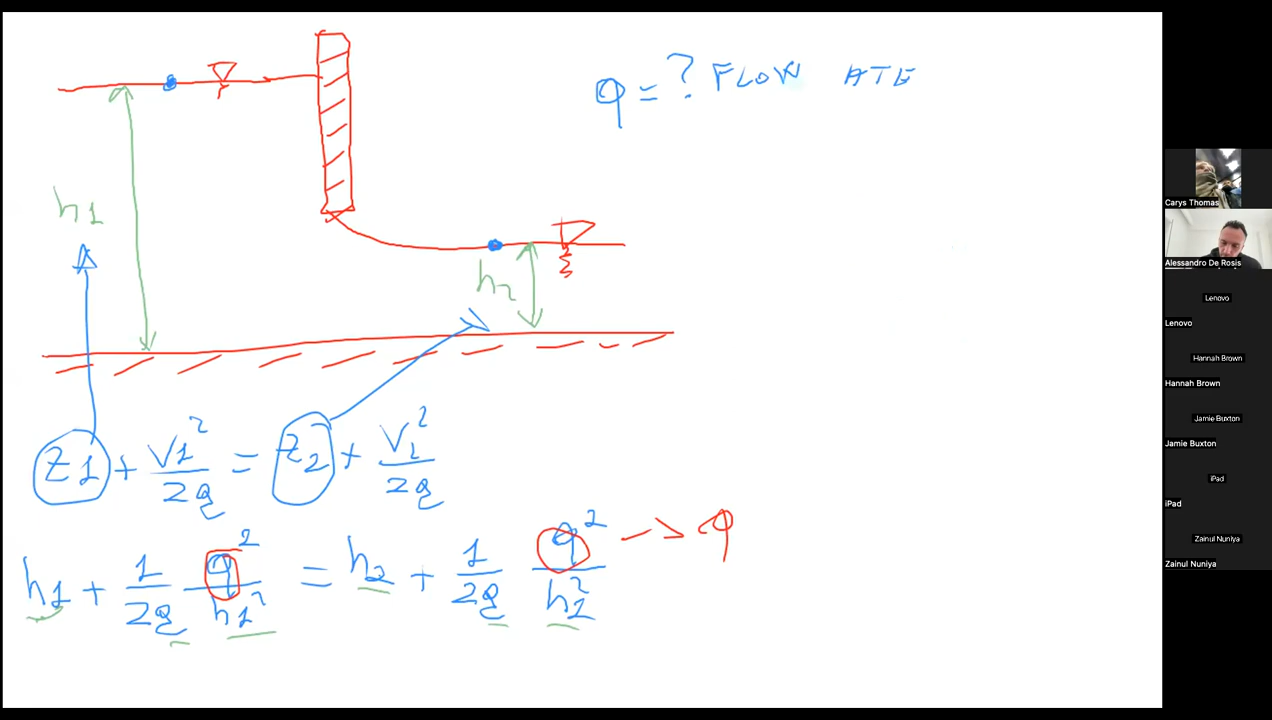 q = ? FLOW ATE
h1
h2
z1 + V1²/2g = z2 + V2²/2g
h1 + 1/2g q²/h1² = h2 + 1/2g q²/h2² → q
Carys Thomas
Alessandro De Rosis
Lenovo
Lenovo
Hannah Brown
Hannah Brown
Jamie Buxton
Jamie Buxton
iPad
iPad
Zainul Nuniya
Zainul Nuniya